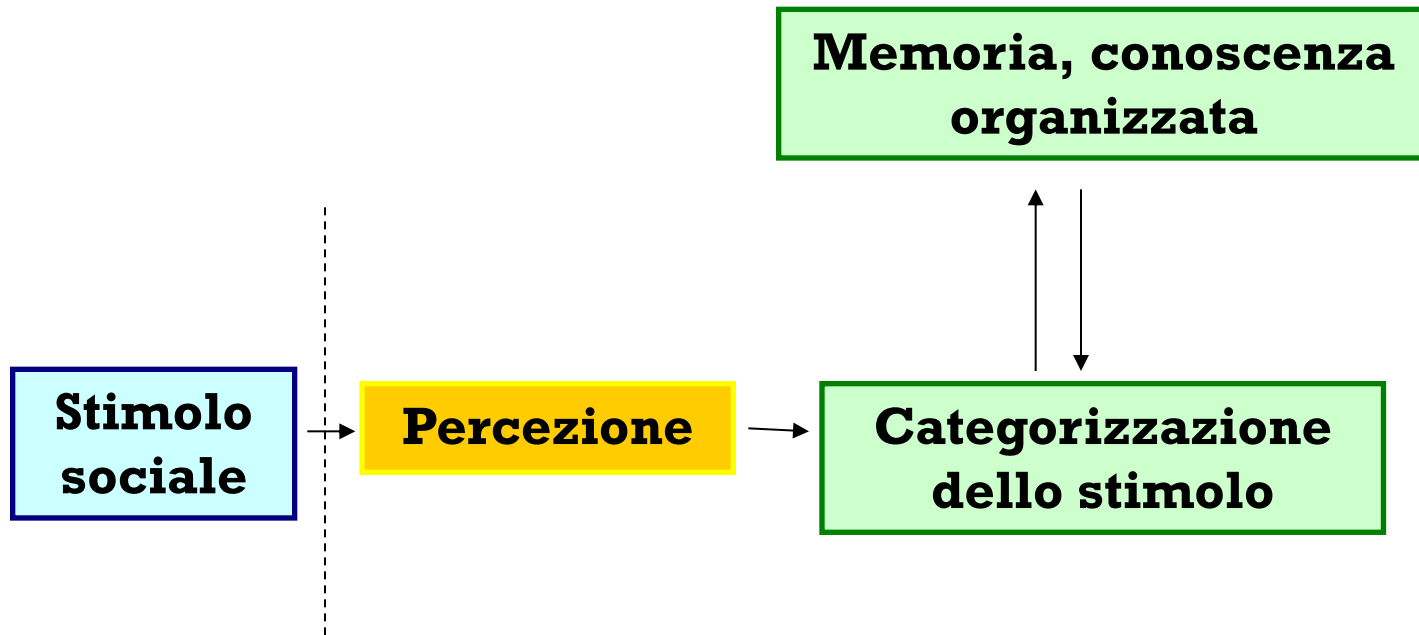 Memoria, conoscenza
organizzata
Stimolo
sociale
Percezione
Categorizzazione
dello stimolo